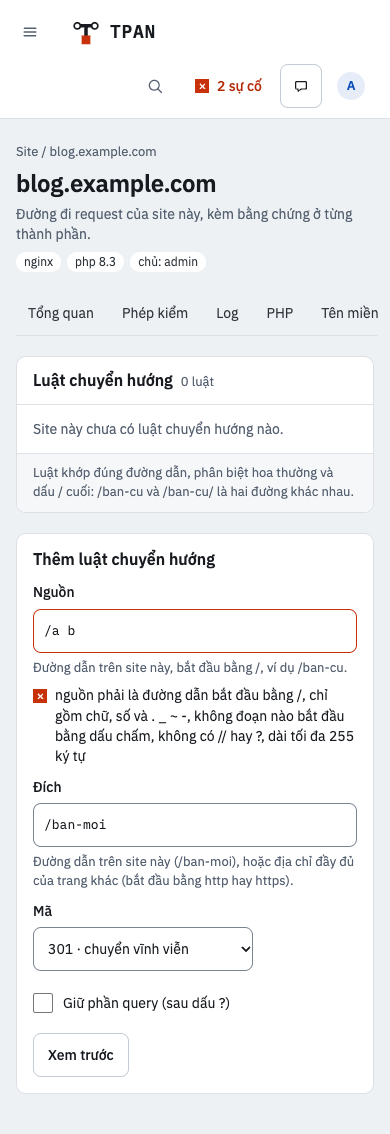 TPAN
2 sự cố
A
Site / blog.example.com
blog.example.com
Đường đi request của site này, kèm bằng chứng ở từng
thành phần.
nginx
php 8.3
chủ: admin
Tổng quan
Phép kiểm
Log
PHP
Tên miền
Luật chuyển hướng 0 luật
Site này chưa có luật chuyển hướng nào.
Luật khớp đúng đường dẫn, phân biệt hoa thường và
dấu / cuối: /ban-cu và /ban-cu/ là hai đường khác nhau.
Thêm luật chuyển hướng
Nguồn
/a b
Đường dẫn trên site này, bắt đầu bằng /, ví dụ /ban-cu.
nguồn phải là đường dẫn bắt đầu bằng /, chỉ
gồm chữ, số và . _ ~ -, không đoạn nào bắt đầu
bằng dấu chấm, không có // hay ?, dài tối đa 255
ký tự
Đích
/ban-moi
Đường dẫn trên site này (/ban-moi), hoặc địa chỉ đầy đủ
của trang khác (bắt đầu bằng http hay https).
Mã
301 · chuyển vĩnh viễn
Giữ phần query (sau dấu ?)
Xem trước